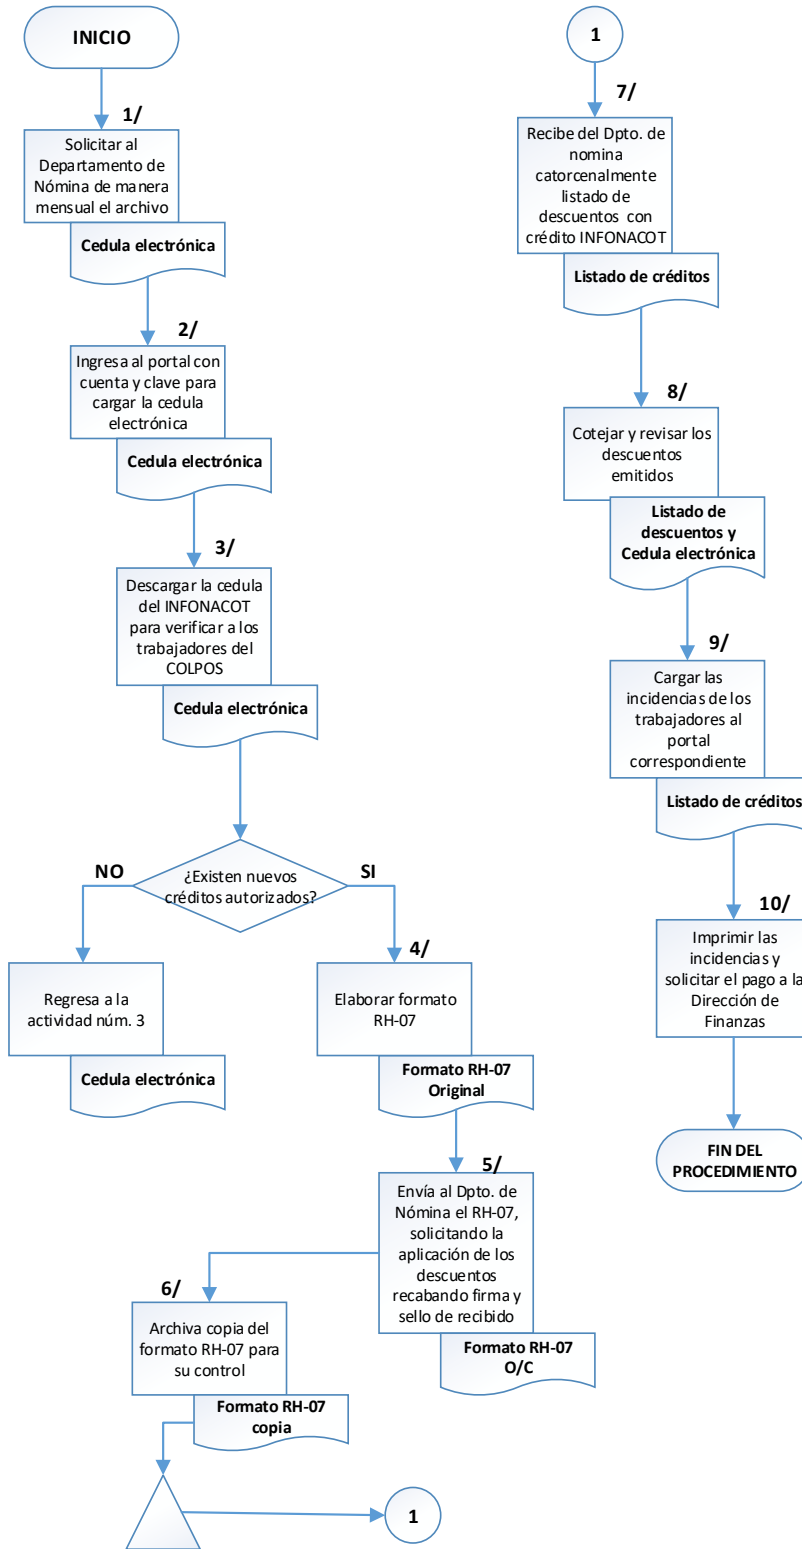 INICIO
1/
Solicitar al
Departamento de
Nómina de manera
mensual el archivo
Cedula electrónica
2/
Ingresa al portal con
cuenta y clave para
cargar la cedula
electrónica
Cedula electrónica
3/
Descargar la cedula
del INFONACOT
para verificar a los
trabajadores del
COLPOS
Cedula electrónica
¿Existen nuevos
créditos autorizados?
NO
SI
Regresa a la
actividad núm. 3
Cedula electrónica
4/
Elaborar formato
RH-07
Formato RH-07
Original
5/
Envía al Dpto. de
Nómina el RH-07,
solicitando la
aplicación de los
descuentos
recabando firma y
sello de recibido
Formato RH-07
O/C
6/
Archiva copia del
formato RH-07 para
su control
Formato RH-07
copia
1
1
7/
Recibe del Dpto. de
nomina
catorcenalmente
listado de
descuentos con
crédito INFONACOT
Listado de créditos
8/
Cotejar y revisar los
descuentos
emitidos
Listado de
descuentos y
Cedula electrónica
9/
Cargar las
incidencias de los
trabajadores al
portal
correspondiente
Listado de créditos
10/
Imprimir las
incidencias y
solicitar el pago a la
Dirección de
Finanzas
FIN DEL
PROCEDIMIENTO